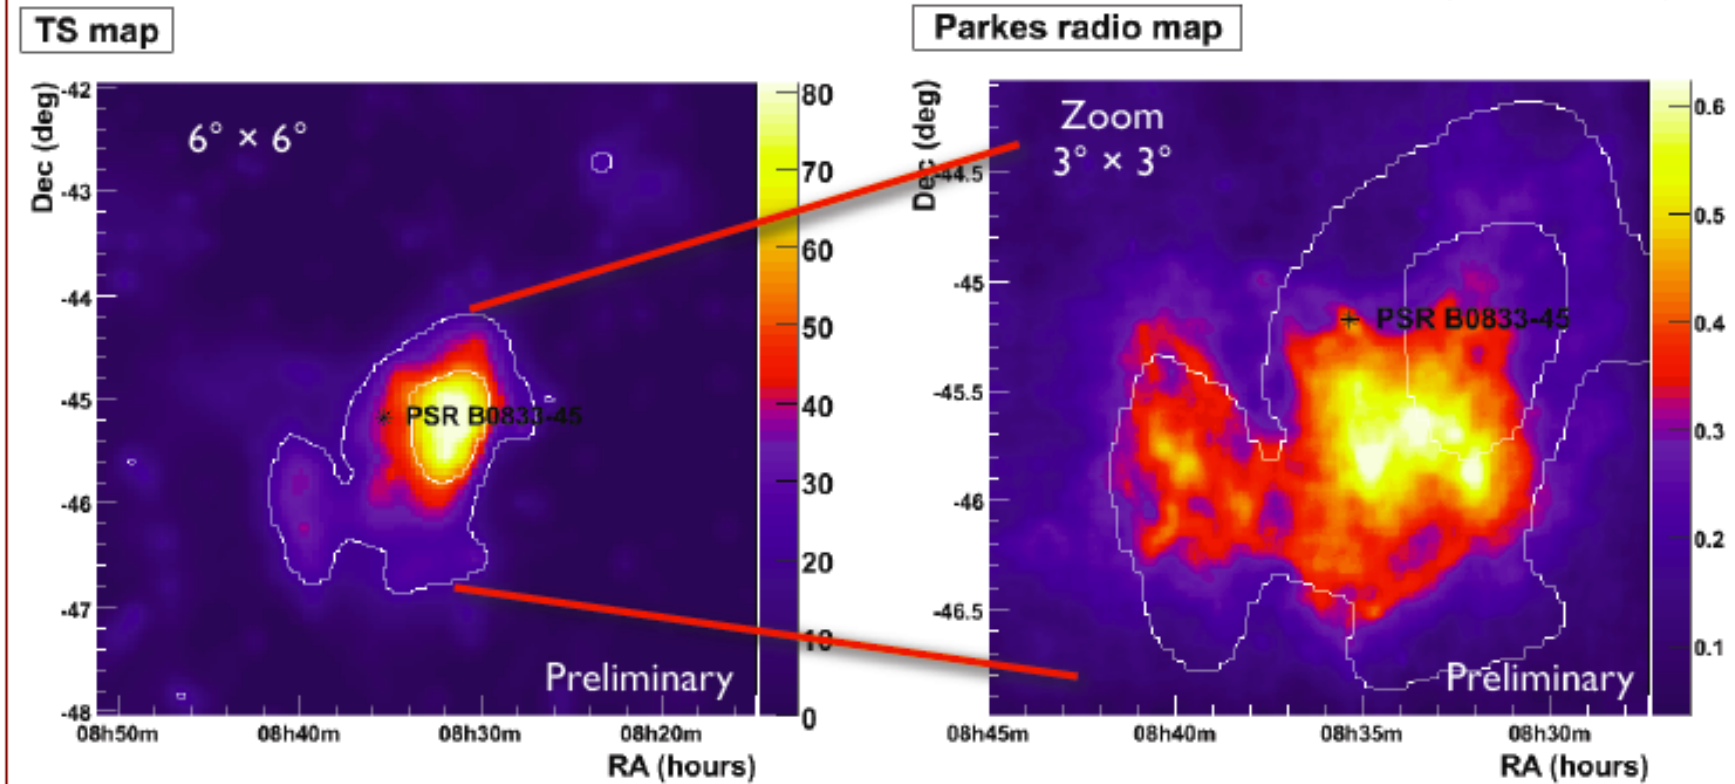 TS map
Dec (deg)
-42
-43
-44
-45
-46
-47
-48
6° × 6°
PSR B0833-45
Preliminary
80
70
60
50
40
30
20
10
0
08h50m
08h40m
08h30m
08h20m
RA (hours)
Parkes radio map
Dec (deg)
-44.5
-45
-45.5
-46
-46.5
Zoom
3° × 3°
PSR B0833-45
Preliminary
0.6
0.5
0.4
0.3
0.2
0.1
08h45m
08h40m
08h35m
08h30m
RA (hours)